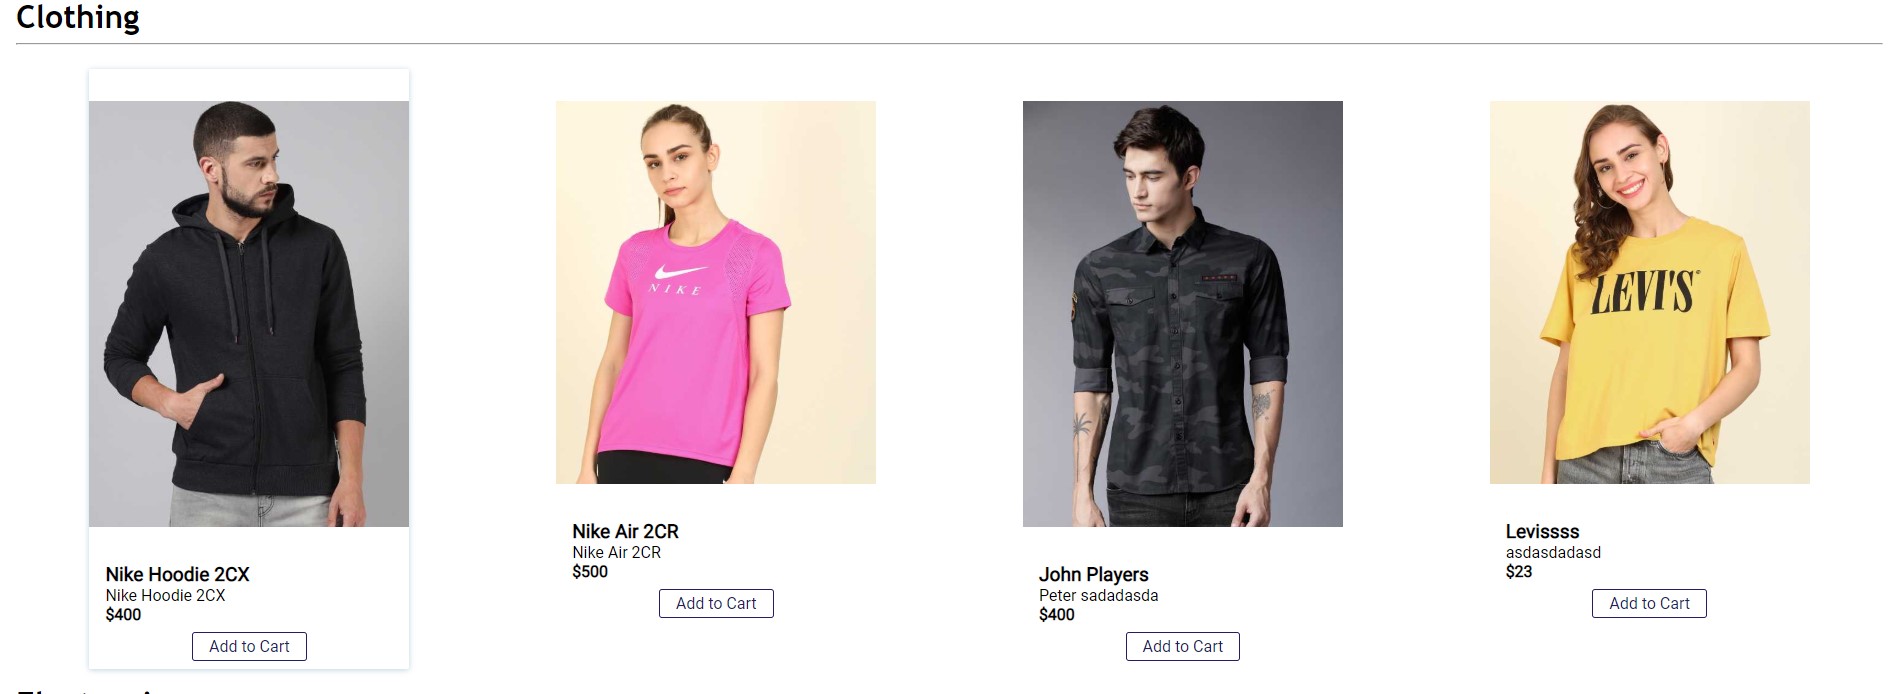 Clothing
NIKE
LEVI'S
Nike Hoodie 2CX
Nike Hoodie 2CX
$400
Add to Cart
Nike Air 2CR
Nike Air 2CR
$500
Add to Cart
John Players
Peter sadadasda
$400
Add to Cart
Levissss
asdasdadasd
$23
Add to Cart